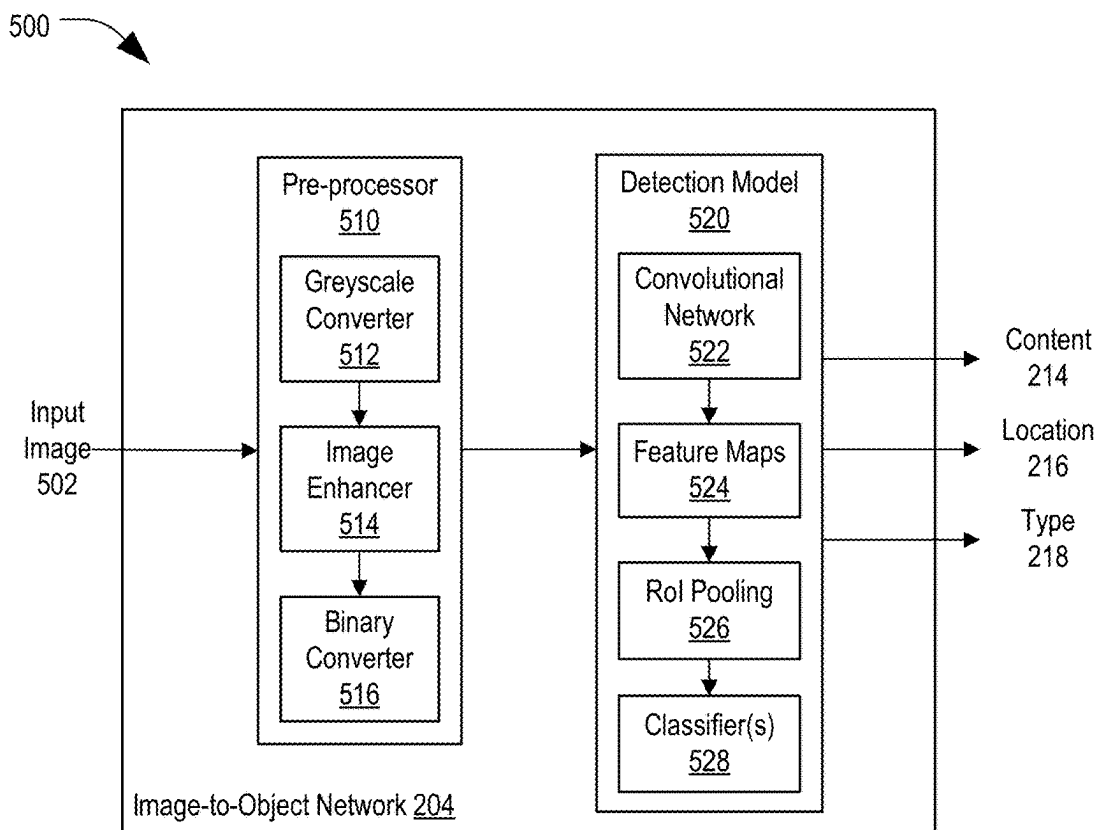 500
Pre-processor
510
Greyscale
Converter
512
Image
Enhancer
514
Binary
Converter
516
Detection Model
520
Convolutional
Network
522
Feature Maps
524
RoI Pooling
526
Classifier(s)
528
Input
Image
502
Content
214
Location
216
Type
218
Image-to-Object Network 204